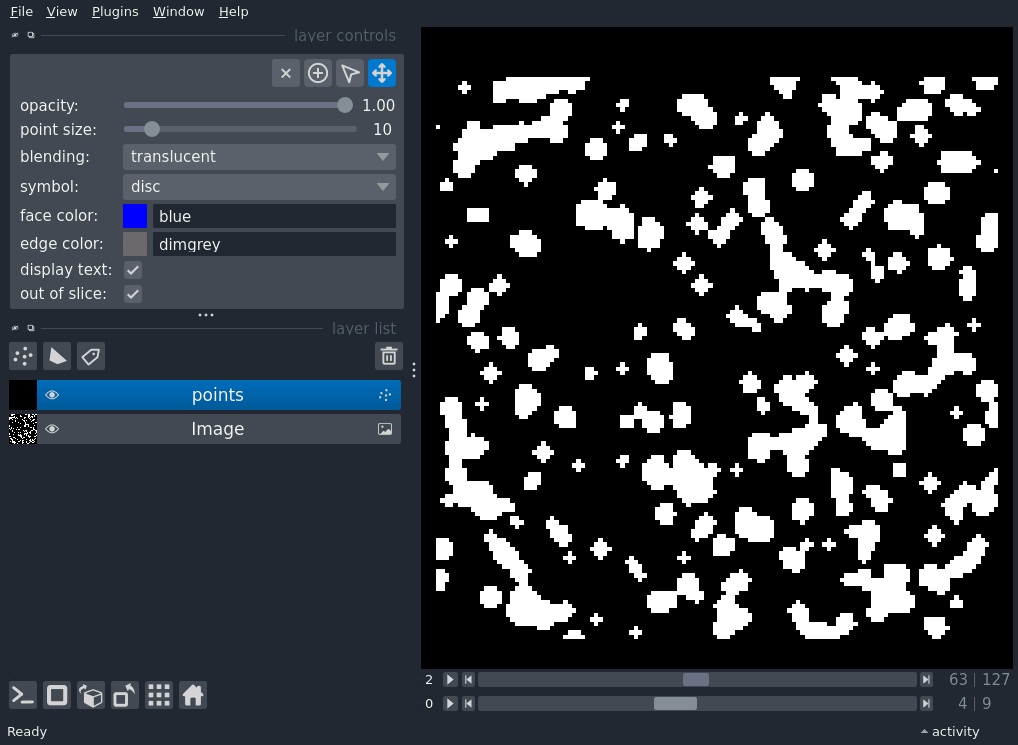 File View Plugins Window Help
layer controls
opacity: 1.00
point size: 10
blending: translucent
symbol: disc
face color: blue
edge color: dimgrey
display text:
out of slice:
layer list
points
Image
2 63 | 127
0 4 | 9
Ready activity